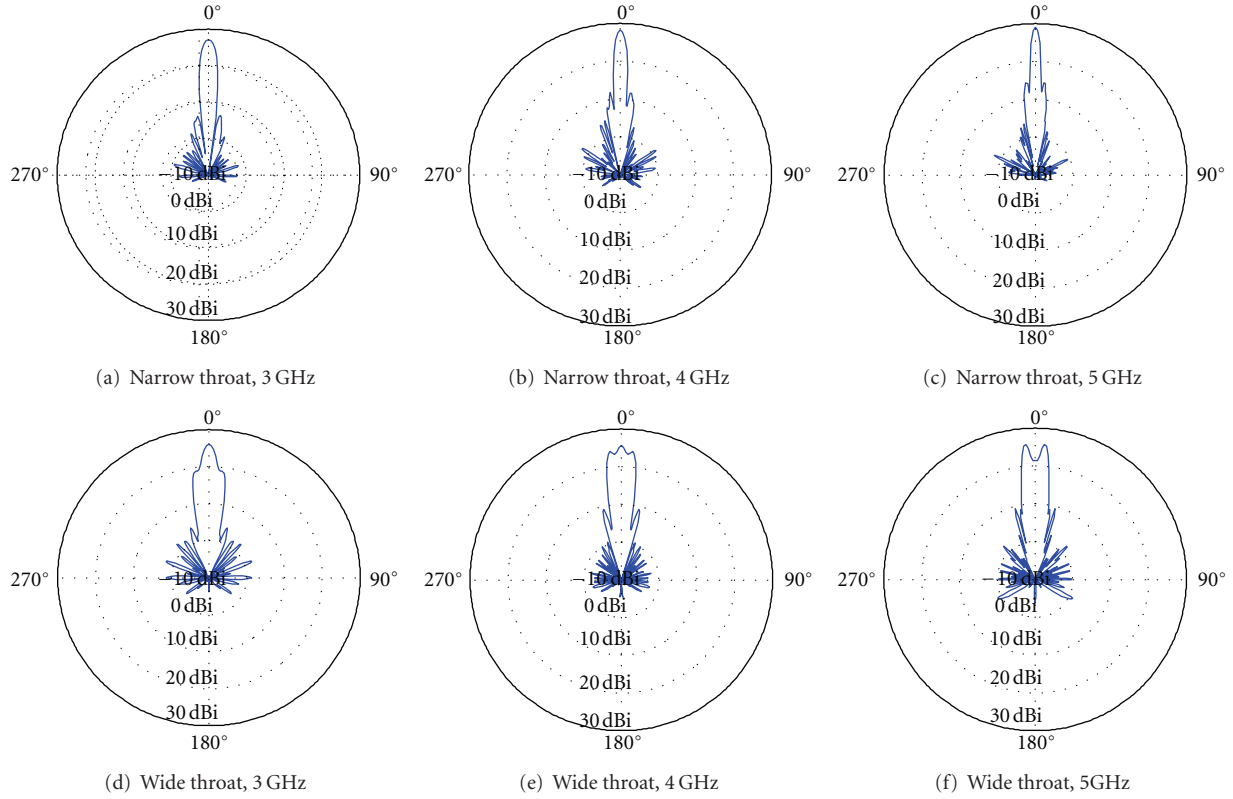 0°
270°
90°
−10 dBi
0 dBi
10 dBi
20 dBi
30 dBi
180°
(a) Narrow throat, 3 GHz
0°
270°
90°
−10 dBi
0 dBi
10 dBi
20 dBi
30 dBi
180°
(b) Narrow throat, 4 GHz
0°
270°
90°
−10 dBi
0 dBi
10 dBi
20 dBi
30 dBi
180°
(c) Narrow throat, 5 GHz
0°
270°
90°
−10 dBi
0 dBi
10 dBi
20 dBi
30 dBi
180°
(d) Wide throat, 3 GHz
0°
270°
90°
−10 dBi
0 dBi
10 dBi
20 dBi
30 dBi
180°
(e) Wide throat, 4 GHz
0°
270°
90°
−10 dBi
0 dBi
10 dBi
20 dBi
30 dBi
180°
(f) Wide throat, 5GHz